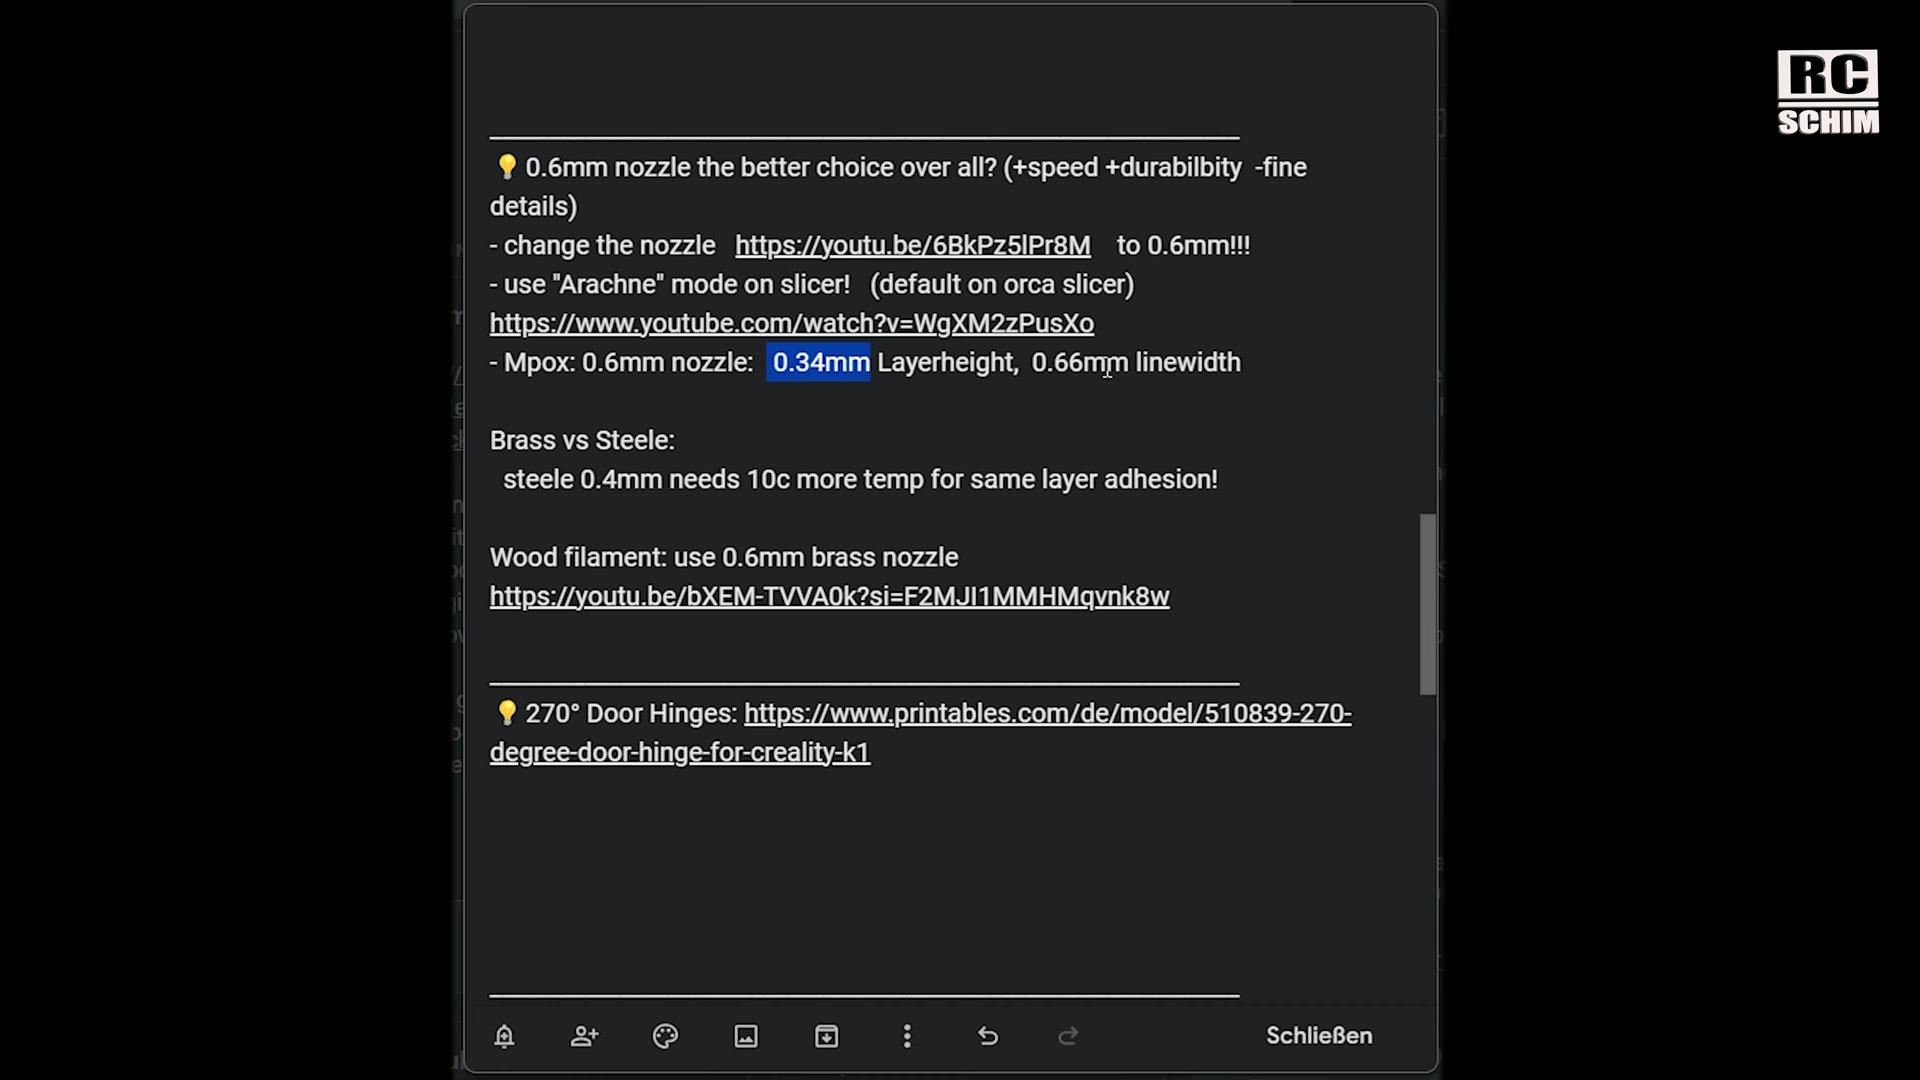 RC
SCHIM
💡 0.6mm nozzle the better choice over all? (+speed +durabilbity -fine
details)
- change the nozzle https://youtu.be/6BkPz5lPr8M to 0.6mm!!!
- use "Arachne" mode on slicer! (default on orca slicer)
https://www.youtube.com/watch?v=WgXM2zPusXo
- Mpox: 0.6mm nozzle: 0.34mm Layerheight, 0.66mm linewidth
Brass vs Steele:
steele 0.4mm needs 10c more temp for same layer adhesion!
Wood filament: use 0.6mm brass nozzle
https://youtu.be/bXEM-TVVA0k?si=F2MJI1MMHMqvnk8w
💡 270° Door Hinges: https://www.printables.com/de/model/510839-270-
degree-door-hinge-for-creality-k1
Schließen